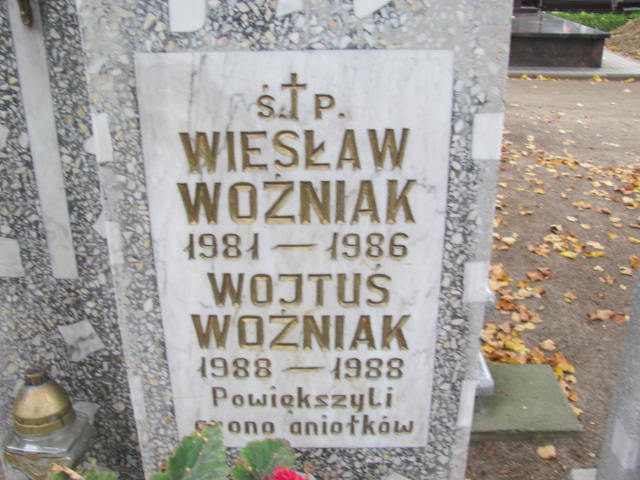 Ś. P.
WIESŁAW
WOŹNIAK
1981 — 1986
WOJTUŚ
WOŹNIAK
1988 — 1988
Powiększyli
grono aniołków